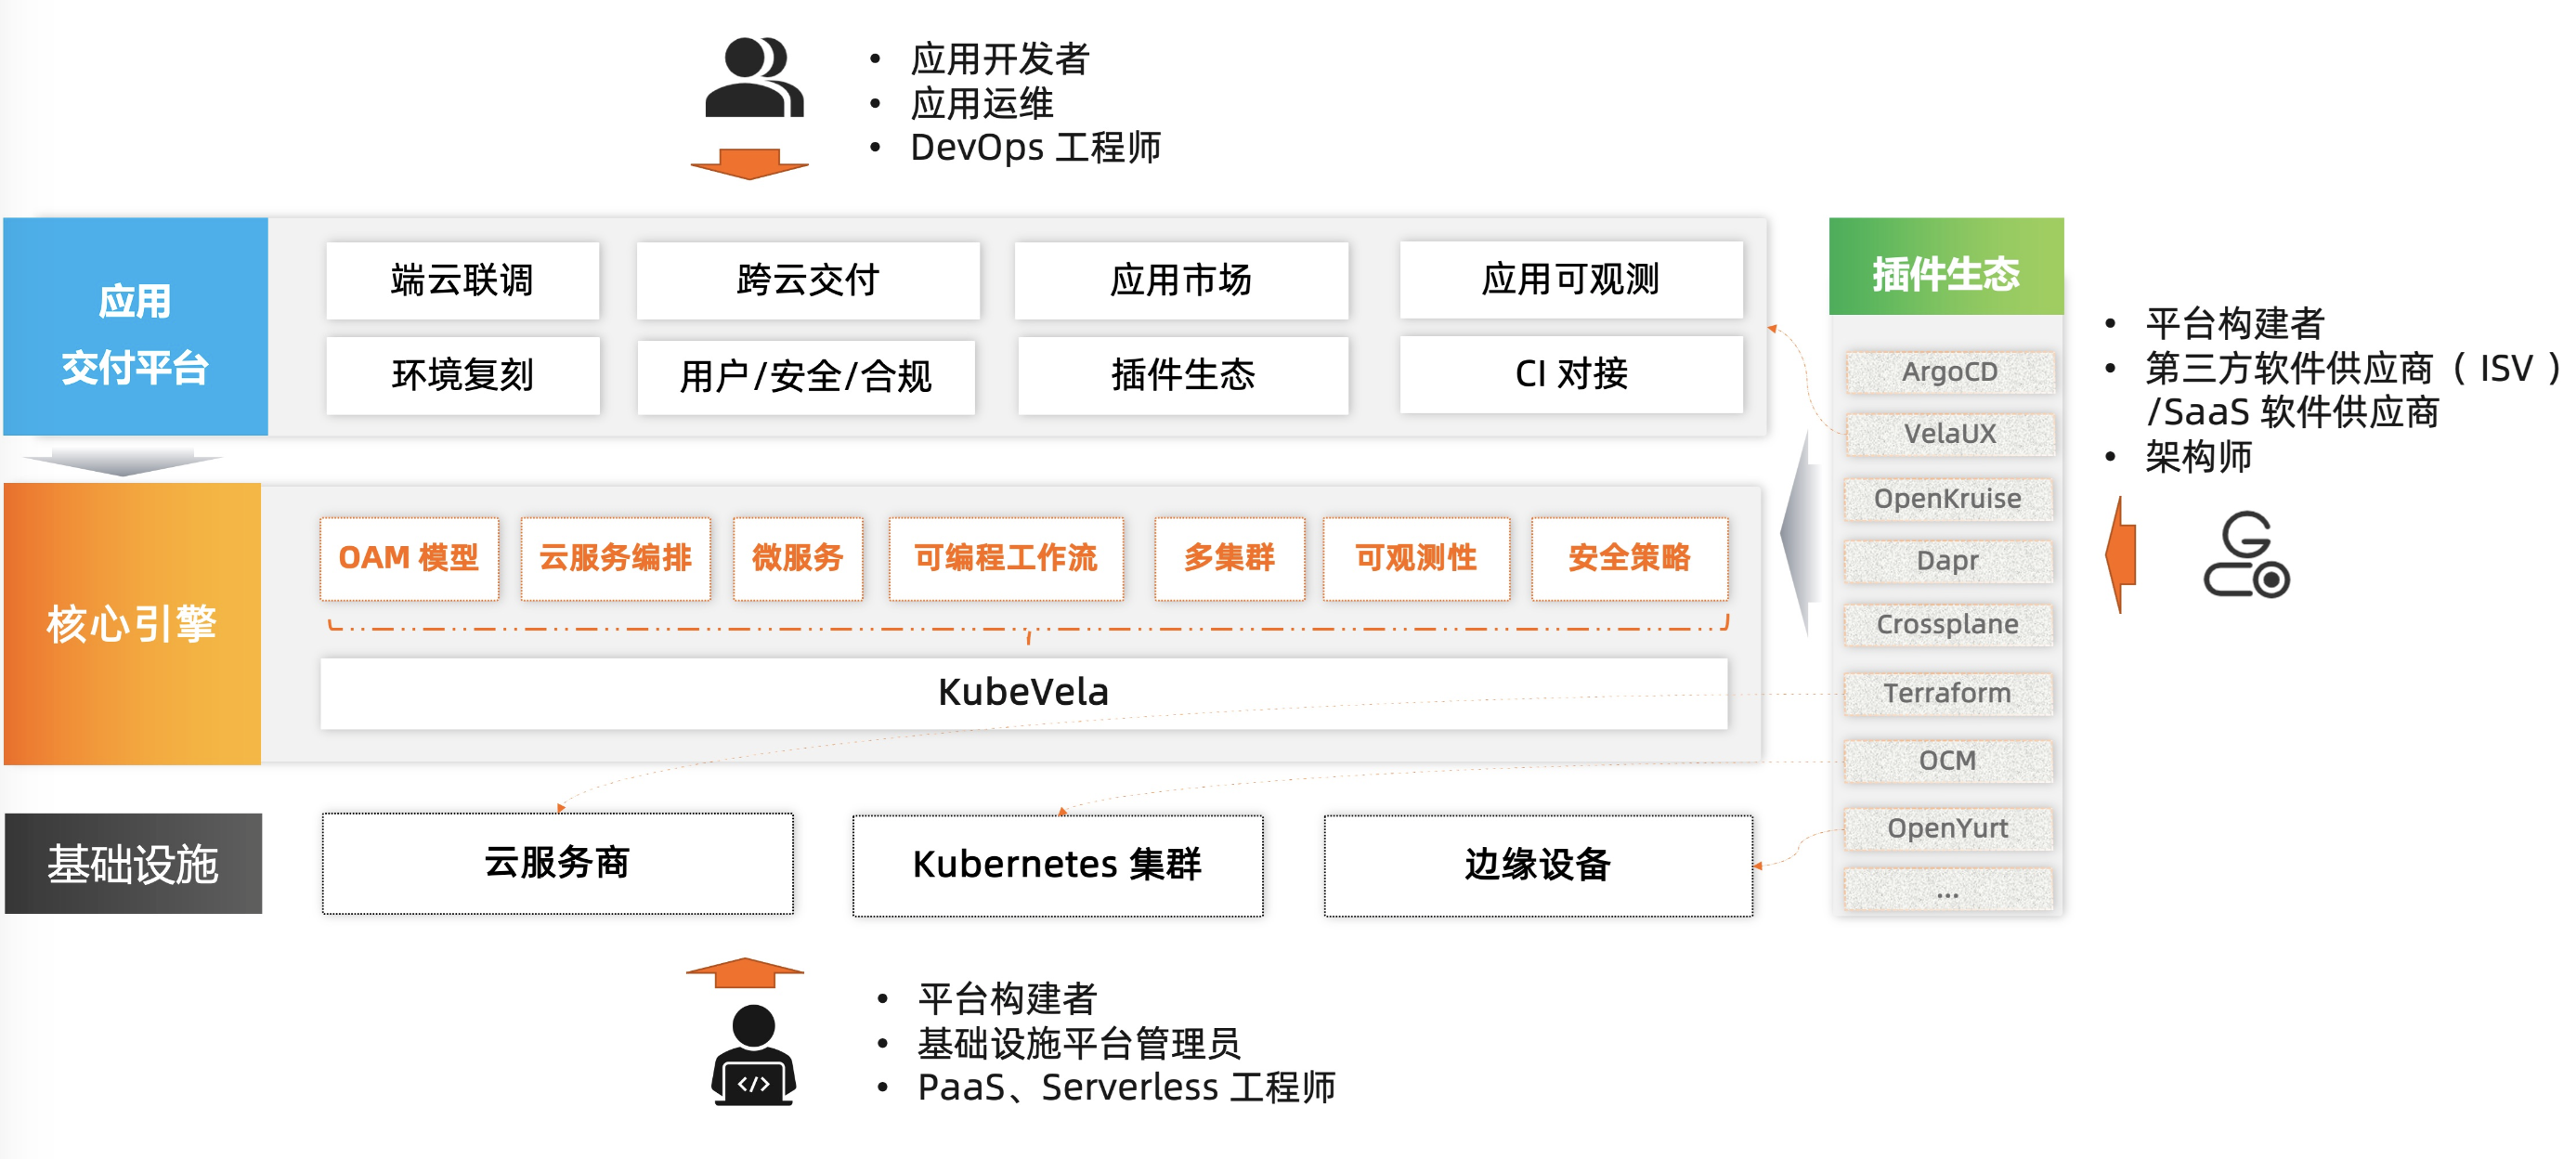 • 应用开发者
• 应用运维
• DevOps 工程师
应用
交付平台
端云联调
跨云交付
应用市场
应用可观测
环境复刻
用户/安全/合规
插件生态
CI 对接
核心引擎
OAM 模型
云服务编排
微服务
可编程工作流
多集群
可观测性
安全策略
KubeVela
基础设施
云服务商
Kubernetes 集群
边缘设备
插件生态
ArgoCD
VelaUX
OpenKruise
Dapr
Crossplane
Terraform
OCM
OpenYurt
...
• 平台构建者
• 第三方软件供应商（ISV）
/SaaS 软件供应商
• 架构师
</>
• 平台构建者
• 基础设施平台管理员
• PaaS、Serverless 工程师